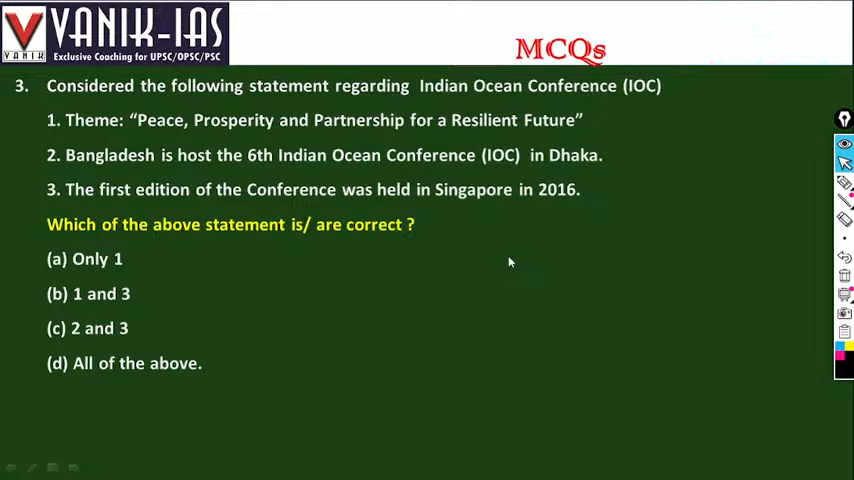 VANIK-IAS
VANIK
Exclusive Coaching for UPSC/OPSC/PSC
MCQs
3. Considered the following statement regarding Indian Ocean Conference (IOC)
1. Theme: “Peace, Prosperity and Partnership for a Resilient Future”
2. Bangladesh is host the 6th Indian Ocean Conference (IOC) in Dhaka.
3. The first edition of the Conference was held in Singapore in 2016.
Which of the above statement is/ are correct ?
(a) Only 1
(b) 1 and 3
(c) 2 and 3
(d) All of the above.